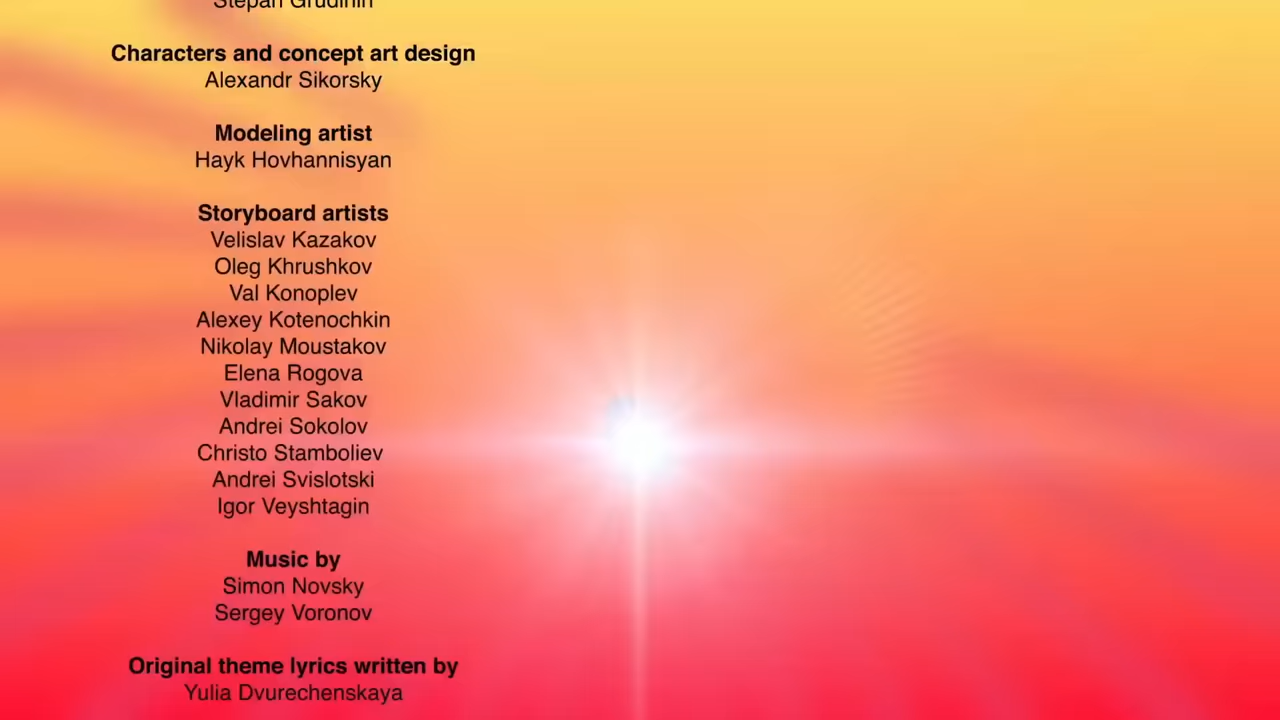 Stepan Grudinin
Characters and concept art design
Alexandr Sikorsky
Modeling artist
Hayk Hovhannisyan
Storyboard artists
Velislav Kazakov
Oleg Khrushkov
Val Konoplev
Alexey Kotenochkin
Nikolay Moustakov
Elena Rogova
Vladimir Sakov
Andrei Sokolov
Christo Stamboliev
Andrei Svislotski
Igor Veyshtagin
Music by
Simon Novsky
Sergey Voronov
Original theme lyrics written by
Yulia Dvurechenskaya